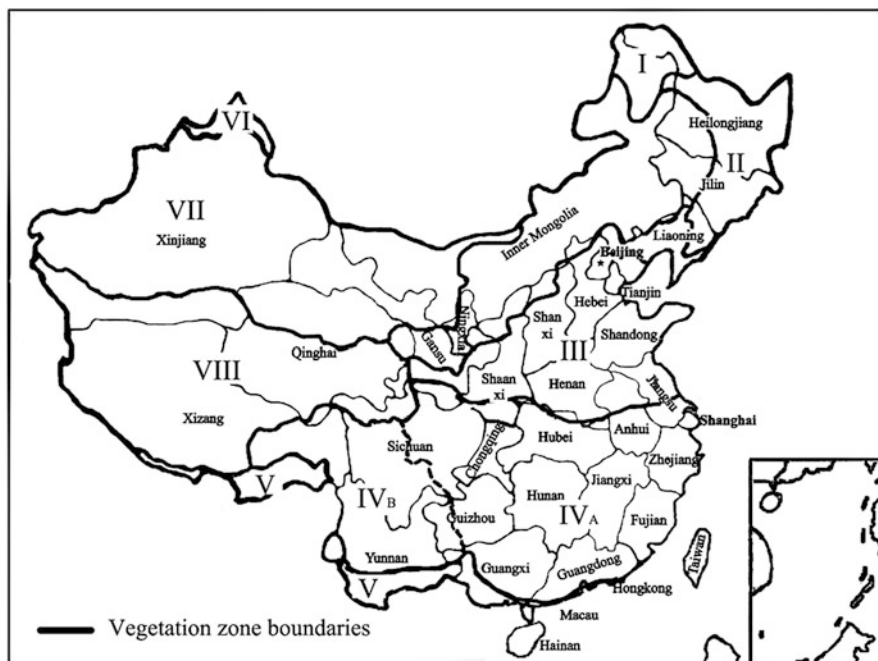 I
VI
Heilongjiang
II
Jilin
VII
Xinjiang
Inner Mongolia
Liaoning
Beijing
Tianjin
Hebei
Ningxia
Shan
xi
Gansu
Shandong
III
Qinghai
VIII
Shaan
xi
Henan
Jiangsu
Xizang
Shanghai
Anhui
Hubei
Sichuan
Chongqing
Zhejiang
V
IVB
Hunan
Jiangxi
IVA
Guizhou
Fujian
Yunnan
Guangxi
Guangdong
Taiwan
V
Hongkong
Macau
Hainan
Vegetation zone boundaries